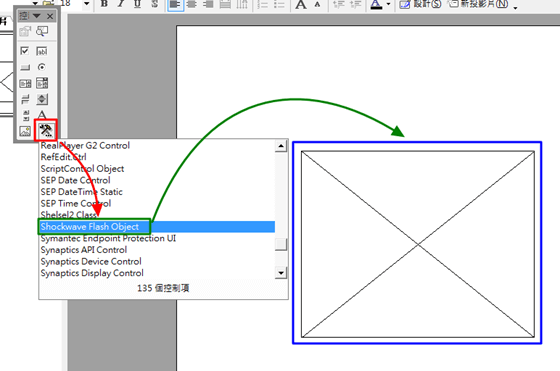 18
B I U S
A
設計(S)
新投影片(N)
控
abl
A
RealPlayer G2 Control
RefEdit.Ctrl
ScriptControl Object
SEP Date Control
SEP DateTime Static
SEP Time Control
Shelsel2 Class
Shockwave Flash Object
Symantec Endpoint Protection UI
Synaptics API Control
Synaptics Device Control
Synaptics Display Control
135 個控制項